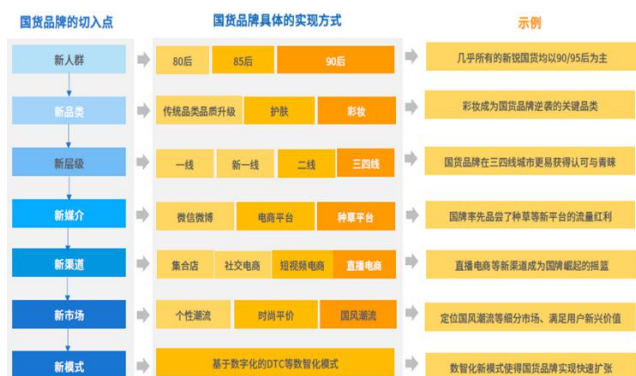 国货品牌的切入点 国货品牌具体的实现方式 示例
新人群 80后 85后 90后 几乎所有的新锐国货均以90/95后为主
新品类 传统品类品质升级 护肤 彩妆 彩妆成为国货品牌逆袭的关键品类
新层级 一线 新一线 二线 三四线 国货品牌在三四线城市更易获得认可与青睐
新媒介 微信微博 电商平台 种草平台 国牌率先品尝了种草等新平台的流量红利
新渠道 集合店 社交电商 短视频电商 直播电商 直播电商等新渠道成为国牌崛起的摇篮
新市场 个性潮流 时尚平价 国风潮流 定位国风潮流等细分市场、满足用户新兴价值
新模式 基于数字化的DTC等数智化模式 数智化新模式使得国货品牌实现快速扩张